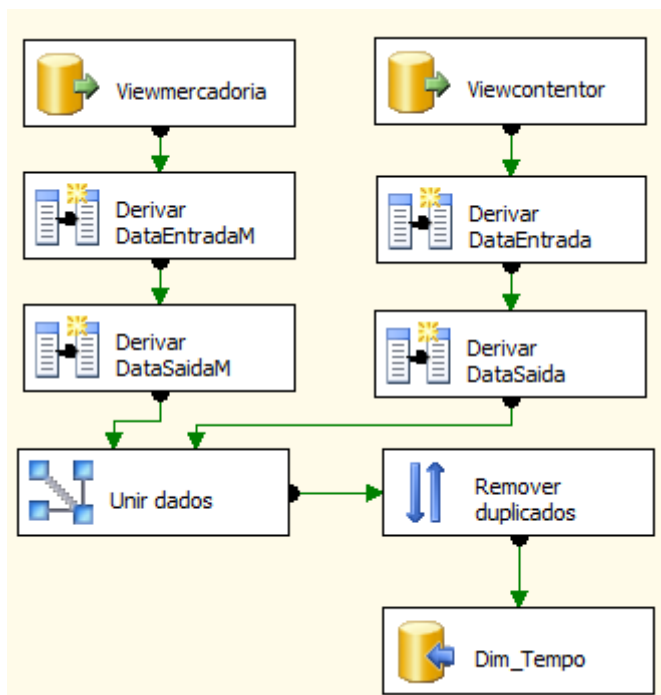 Viewmercadoria
Viewcontentor
Derivar
DataEntradaM
Derivar
DataEntrada
Derivar
DataSaidaM
Derivar
DataSaida
Unir dados
Remover
duplicados
Dim_Tempo